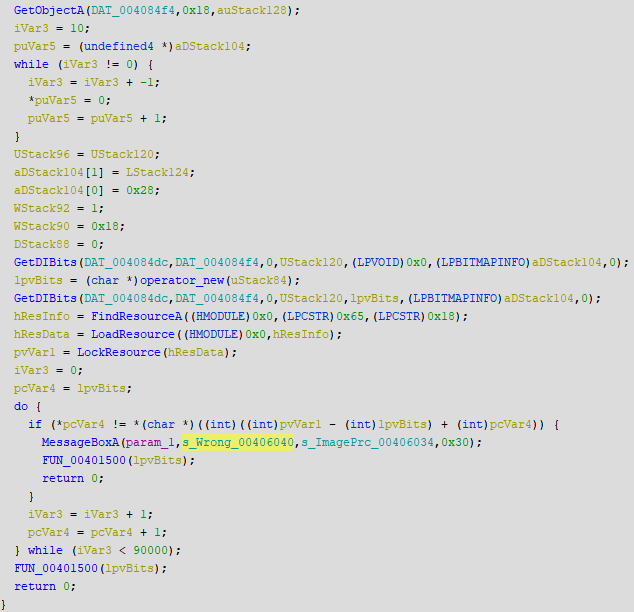 GetObjectA(DAT_004084f4,0x18,auStack128);
iVar3 = 10;
puVar5 = (undefined4 *)aDStack104;
while (iVar3 != 0) {
iVar3 = iVar3 + -1;
*puVar5 = 0;
puVar5 = puVar5 + 1;
}
UStack96 = UStack120;
aDStack104[1] = LStack124;
aDStack104[0] = 0x28;
WStack92 = 1;
WStack90 = 0x18;
DStack88 = 0;
GetDIBits(DAT_004084dc,DAT_004084f4,0,UStack120,(LPVOID)0x0,(LPBITMAPINFO)aDStack104,0);
lpvBits = (char *)operator_new(uStack84);
GetDIBits(DAT_004084dc,DAT_004084f4,0,UStack120,lpvBits,(LPBITMAPINFO)aDStack104,0);
hResInfo = FindResourceA((HMODULE)0x0,(LPCSTR)0x65,(LPCSTR)0x18);
hResData = LoadResource((HMODULE)0x0,hResInfo);
pvVar1 = LockResource(hResData);
iVar3 = 0;
pcVar4 = lpvBits;
do {
if (*pcVar4 != *(char *)((int)((int)pvVar1 - (int)lpvBits) + (int)pcVar4)) {
MessageBoxA(param_1,s_Wrong_00406040,s_ImagePrc_00406034,0x30);
FUN_00401500(lpvBits);
return 0;
}
iVar3 = iVar3 + 1;
pcVar4 = pcVar4 + 1;
} while (iVar3 < 90000);
FUN_00401500(lpvBits);
return 0;
}